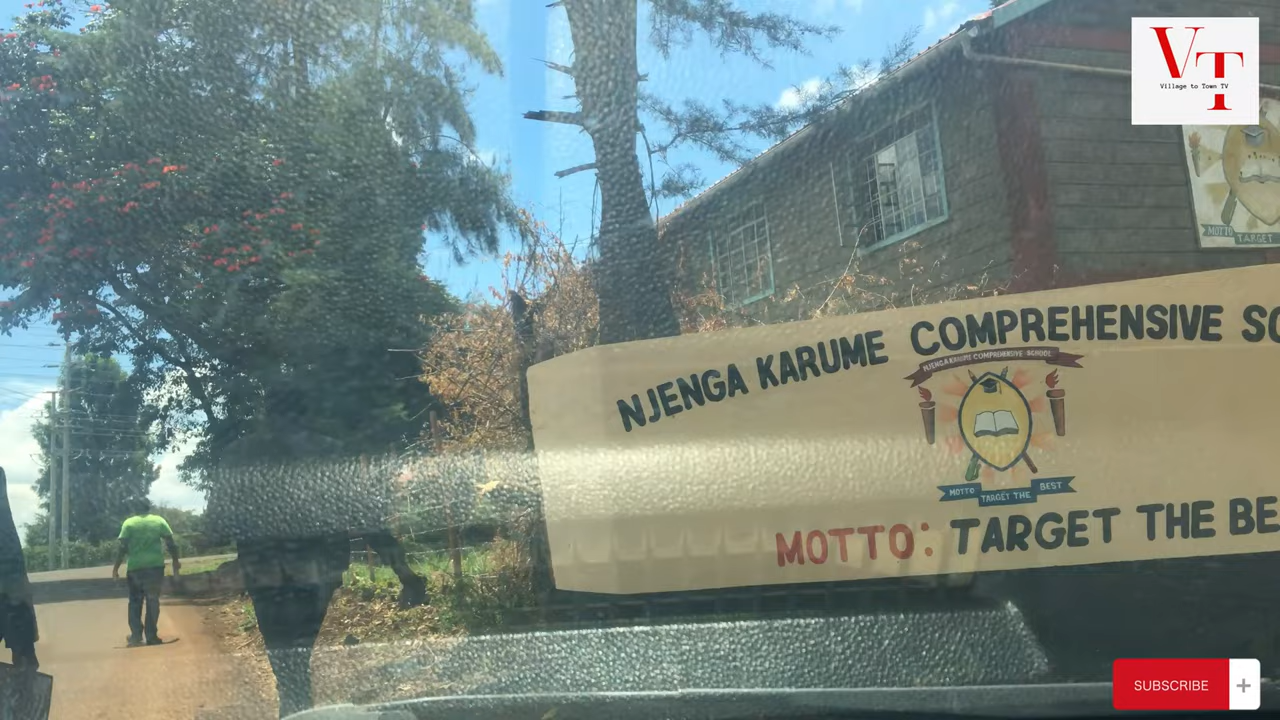 VT
Village to Town TV
MOTTO TARGET
NJENGA KARUME COMPREHENSIVE SC
NJENGA KARUME COMPREHENSIVE SCHOOL
MOTTO TARGET THE BEST
MOTTO: TARGET THE BE
SUBSCRIBE +